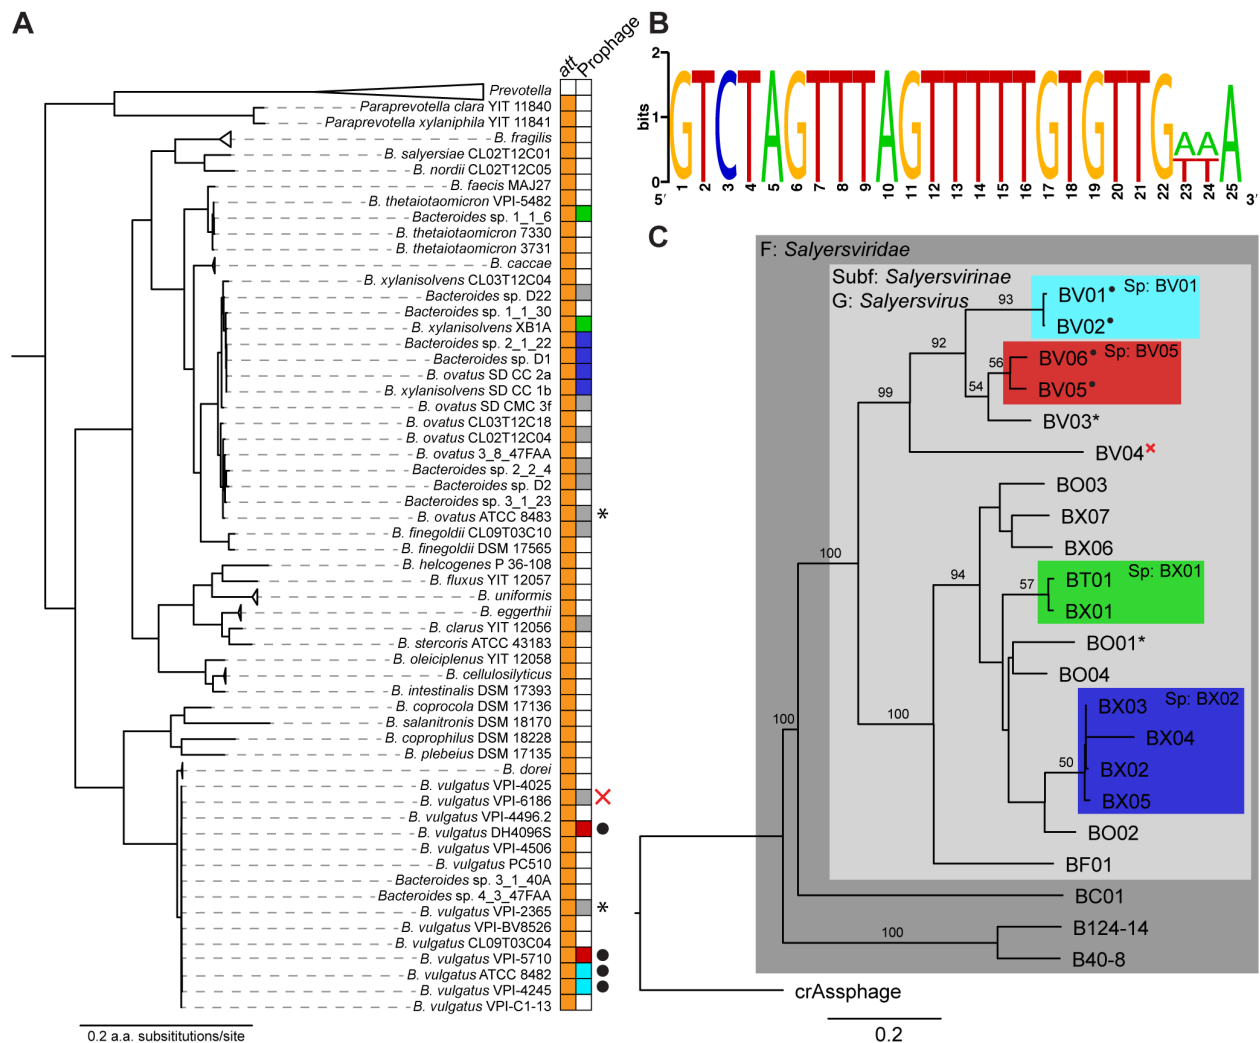 A
att
Prophage
Prevotella
Paraprevotella clara YIT 11840
Paraprevotella xylaniphila YIT 11841
B. fragilis
B. salyersiae CL02T12C01
B. nordii CL02T12C05
B. faecis MAJ27
B. thetaiotaomicron VPI-5482
Bacteroides sp. 1_1_6
B. thetaiotaomicron 7330
B. thetaiotaomicron 3731
B. caccae
B. xylanisolvens CL03T12C04
Bacteroides sp. D22
Bacteroides sp. 1_1_30
B. xylanisolvens XB1A
Bacteroides sp. 2_1_22
Bacteroides sp. D1
B. ovatus SD CC 2a
B. xylanisolvens SD CC 1b
B. ovatus SD CMC 3f
B. ovatus CL03T12C18
B. ovatus CL02T12C04
B. ovatus 3_8_47FAA
Bacteroides sp. 2_2_4
Bacteroides sp. D2
Bacteroides sp. 3_1_23
B. ovatus ATCC 8483 *
B. finegoldii CL09T03C10
B. finegoldii DSM 17565
B. helcogenes P 36-108
B. fluxus YIT 12057
B. uniformis
B. eggerthii
B. clarus YIT 12056
B. stercoris ATCC 43183
B. oleiciplenus YIT 12058
B. cellulosilyticus
B. intestinalis DSM 17393
B. coprocola DSM 17136
B. salanitronis DSM 18170
B. coprophilus DSM 18228
B. plebeius DSM 17135
B. dorei
B. vulgatus VPI-4025
B. vulgatus VPI-6186
B. vulgatus VPI-4496.2
B. vulgatus DH4096S
B. vulgatus VPI-4506
B. vulgatus PC510
Bacteroides sp. 3_1_40A
Bacteroides sp. 4_3_47FAA
B. vulgatus VPI-2365 *
B. vulgatus VPI-BV8526
B. vulgatus CL09T03C04
B. vulgatus VPI-5710
B. vulgatus ATCC 8482
B. vulgatus VPI-4245
B. vulgatus VPI-C1-13
0.2 a.a. subsititutions/site
B
2
1
0
bits
GTCTAGTTTAGTTTTTGTGTTGAAA
TT
5′ 1 2 3 4 5 6 7 8 9 10 11 12 13 14 15 16 17 18 19 20 21 22 23 24 25 3′
C
F: Salyersviridae
Subf: Salyersvirinae
G: Salyersvirus
93
BV01• Sp: BV01
BV02•
92
56
BV06• Sp: BV05
54
BV05•
99
BV03*
BV04×
BO03
BX07
BX06
100
94
57
BT01 Sp: BX01
BX01
BO01*
BO04
BX03 Sp: BX02
100
100
BX04
50
BX02
BX05
BO02
BF01
BC01
B124-14
100
B40-8
crAssphage
0.2